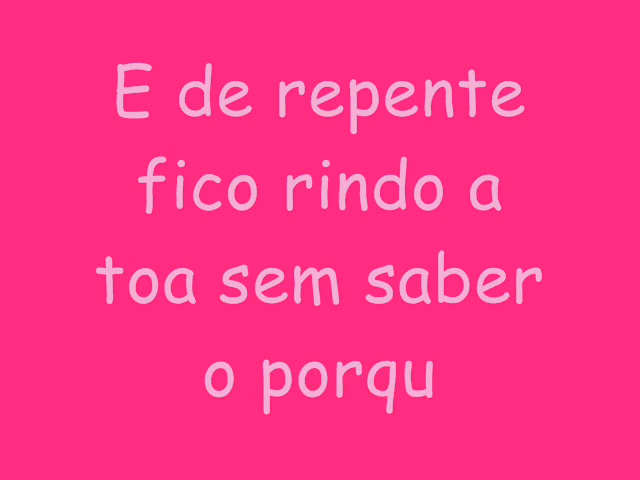 E de repente
fico rindo a
toa sem saber
o porqu